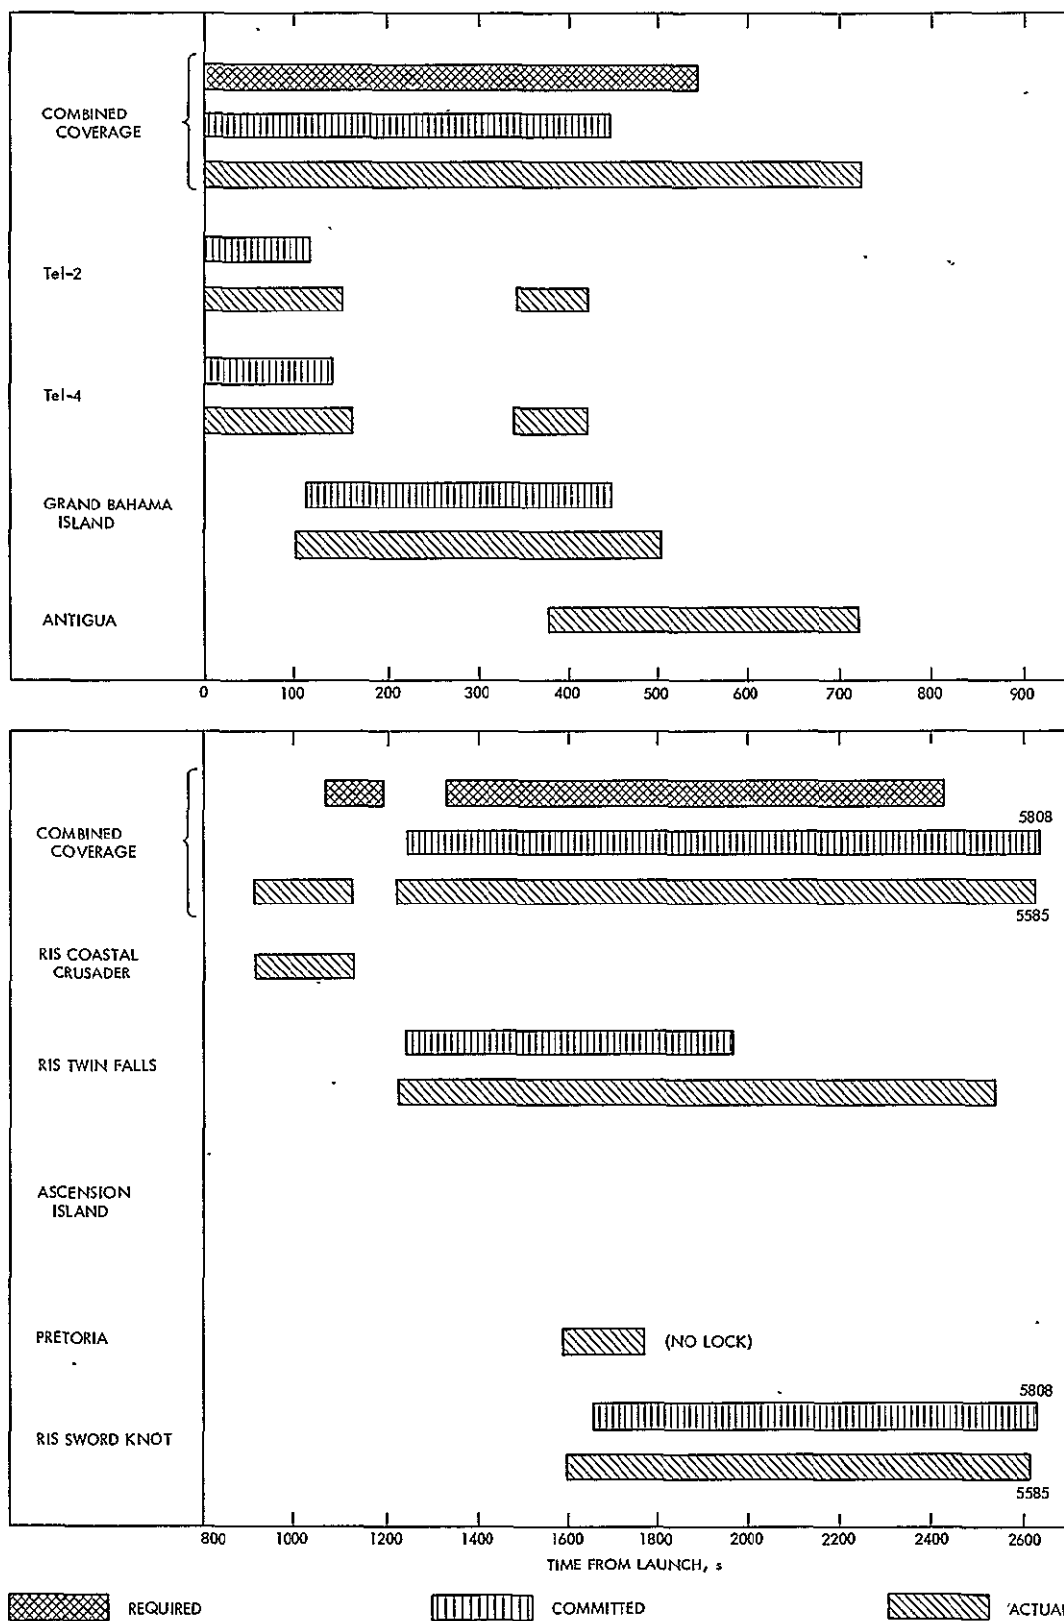 COMBINED
COVERAGE
Tel-2
Tel-4
GRAND BAHAMA
ISLAND
ANTIGUA
0 100 200 300 400 500 600 700 800 900
COMBINED
COVERAGE
5808
5585
RIS COASTAL
CRUSADER
RIS TWIN FALLS
ASCENSION
ISLAND
PRETORIA
(NO LOCK)
RIS SWORD KNOT
5808
5585
800 1000 1200 1400 1600 1800 2000 2200 2400 2600
TIME FROM LAUNCH, s
REQUIRED COMMITTED ACTUAL